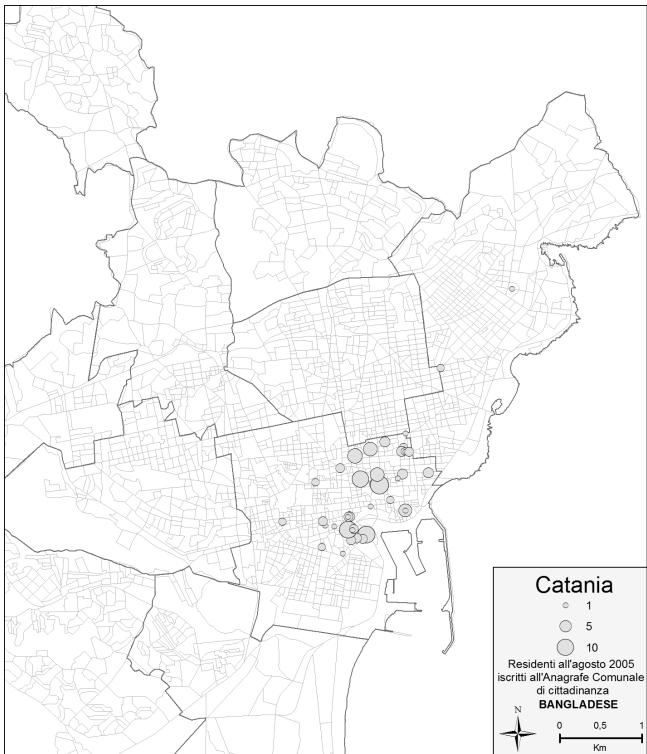 Catania
1
5
10
Residenti all'agosto 2005
iscritti all'Anagrafe Comunale
di cittadinanza
BANGLADESE
N
0 0,5 1
Km